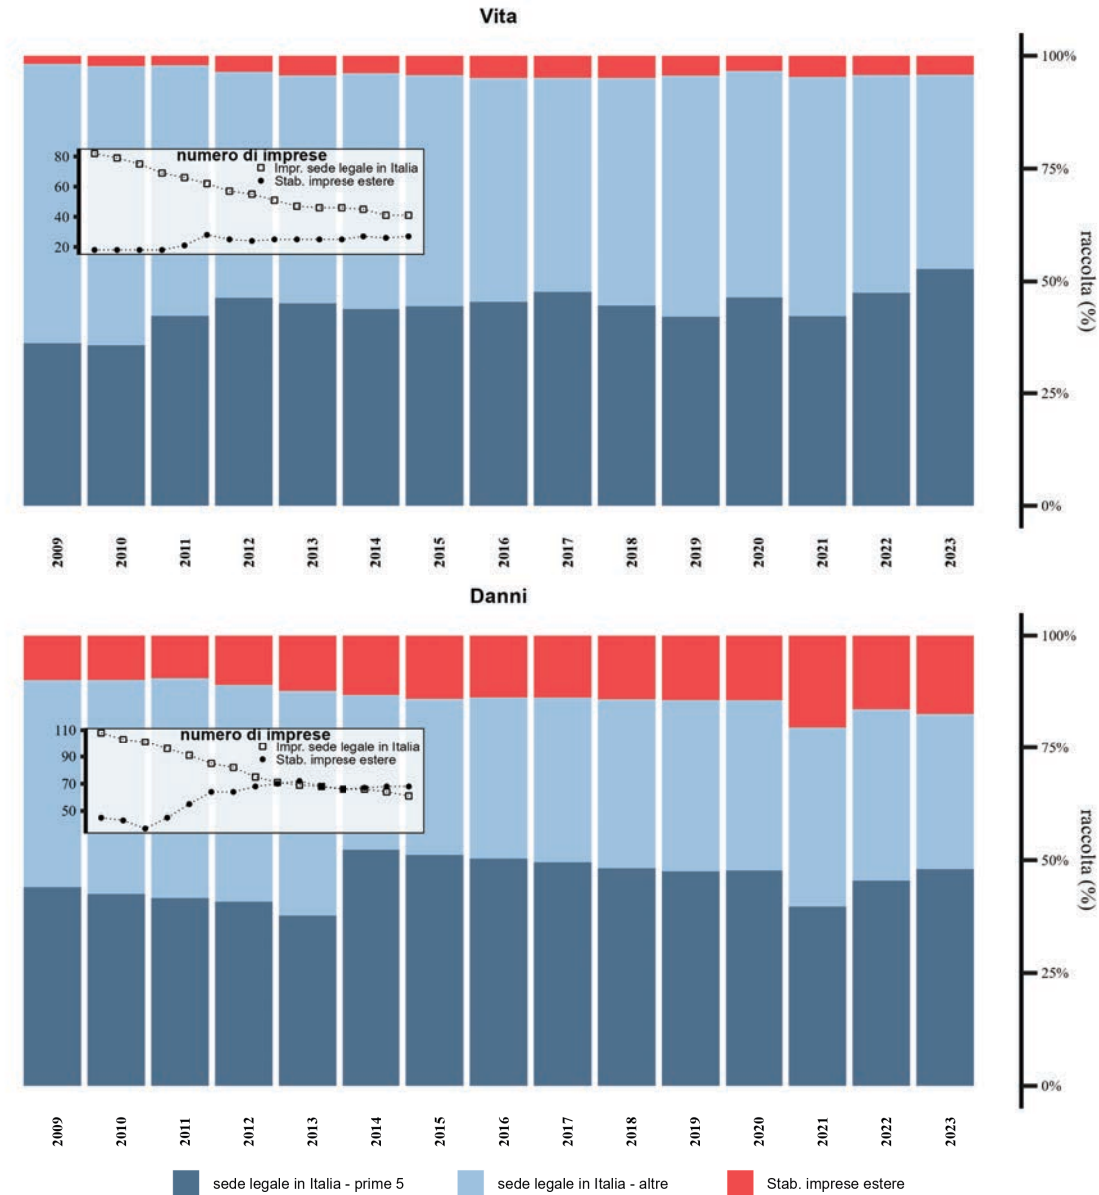 Vita
100%
75%
50%
25%
0%
raccolta (%)
numero di imprese
Impr. sede legale in Italia
Stab. imprese estere
80
60
40
20
2009 2010 2011 2012 2013 2014 2015 2016 2017 2018 2019 2020 2021 2022 2023
Danni
100%
75%
50%
25%
0%
raccolta (%)
numero di imprese
Impr. sede legale in Italia
Stab. imprese estere
110
90
70
50
2009 2010 2011 2012 2013 2014 2015 2016 2017 2018 2019 2020 2021 2022 2023
sede legale in Italia - prime 5 sede legale in Italia - altre Stab. imprese estere